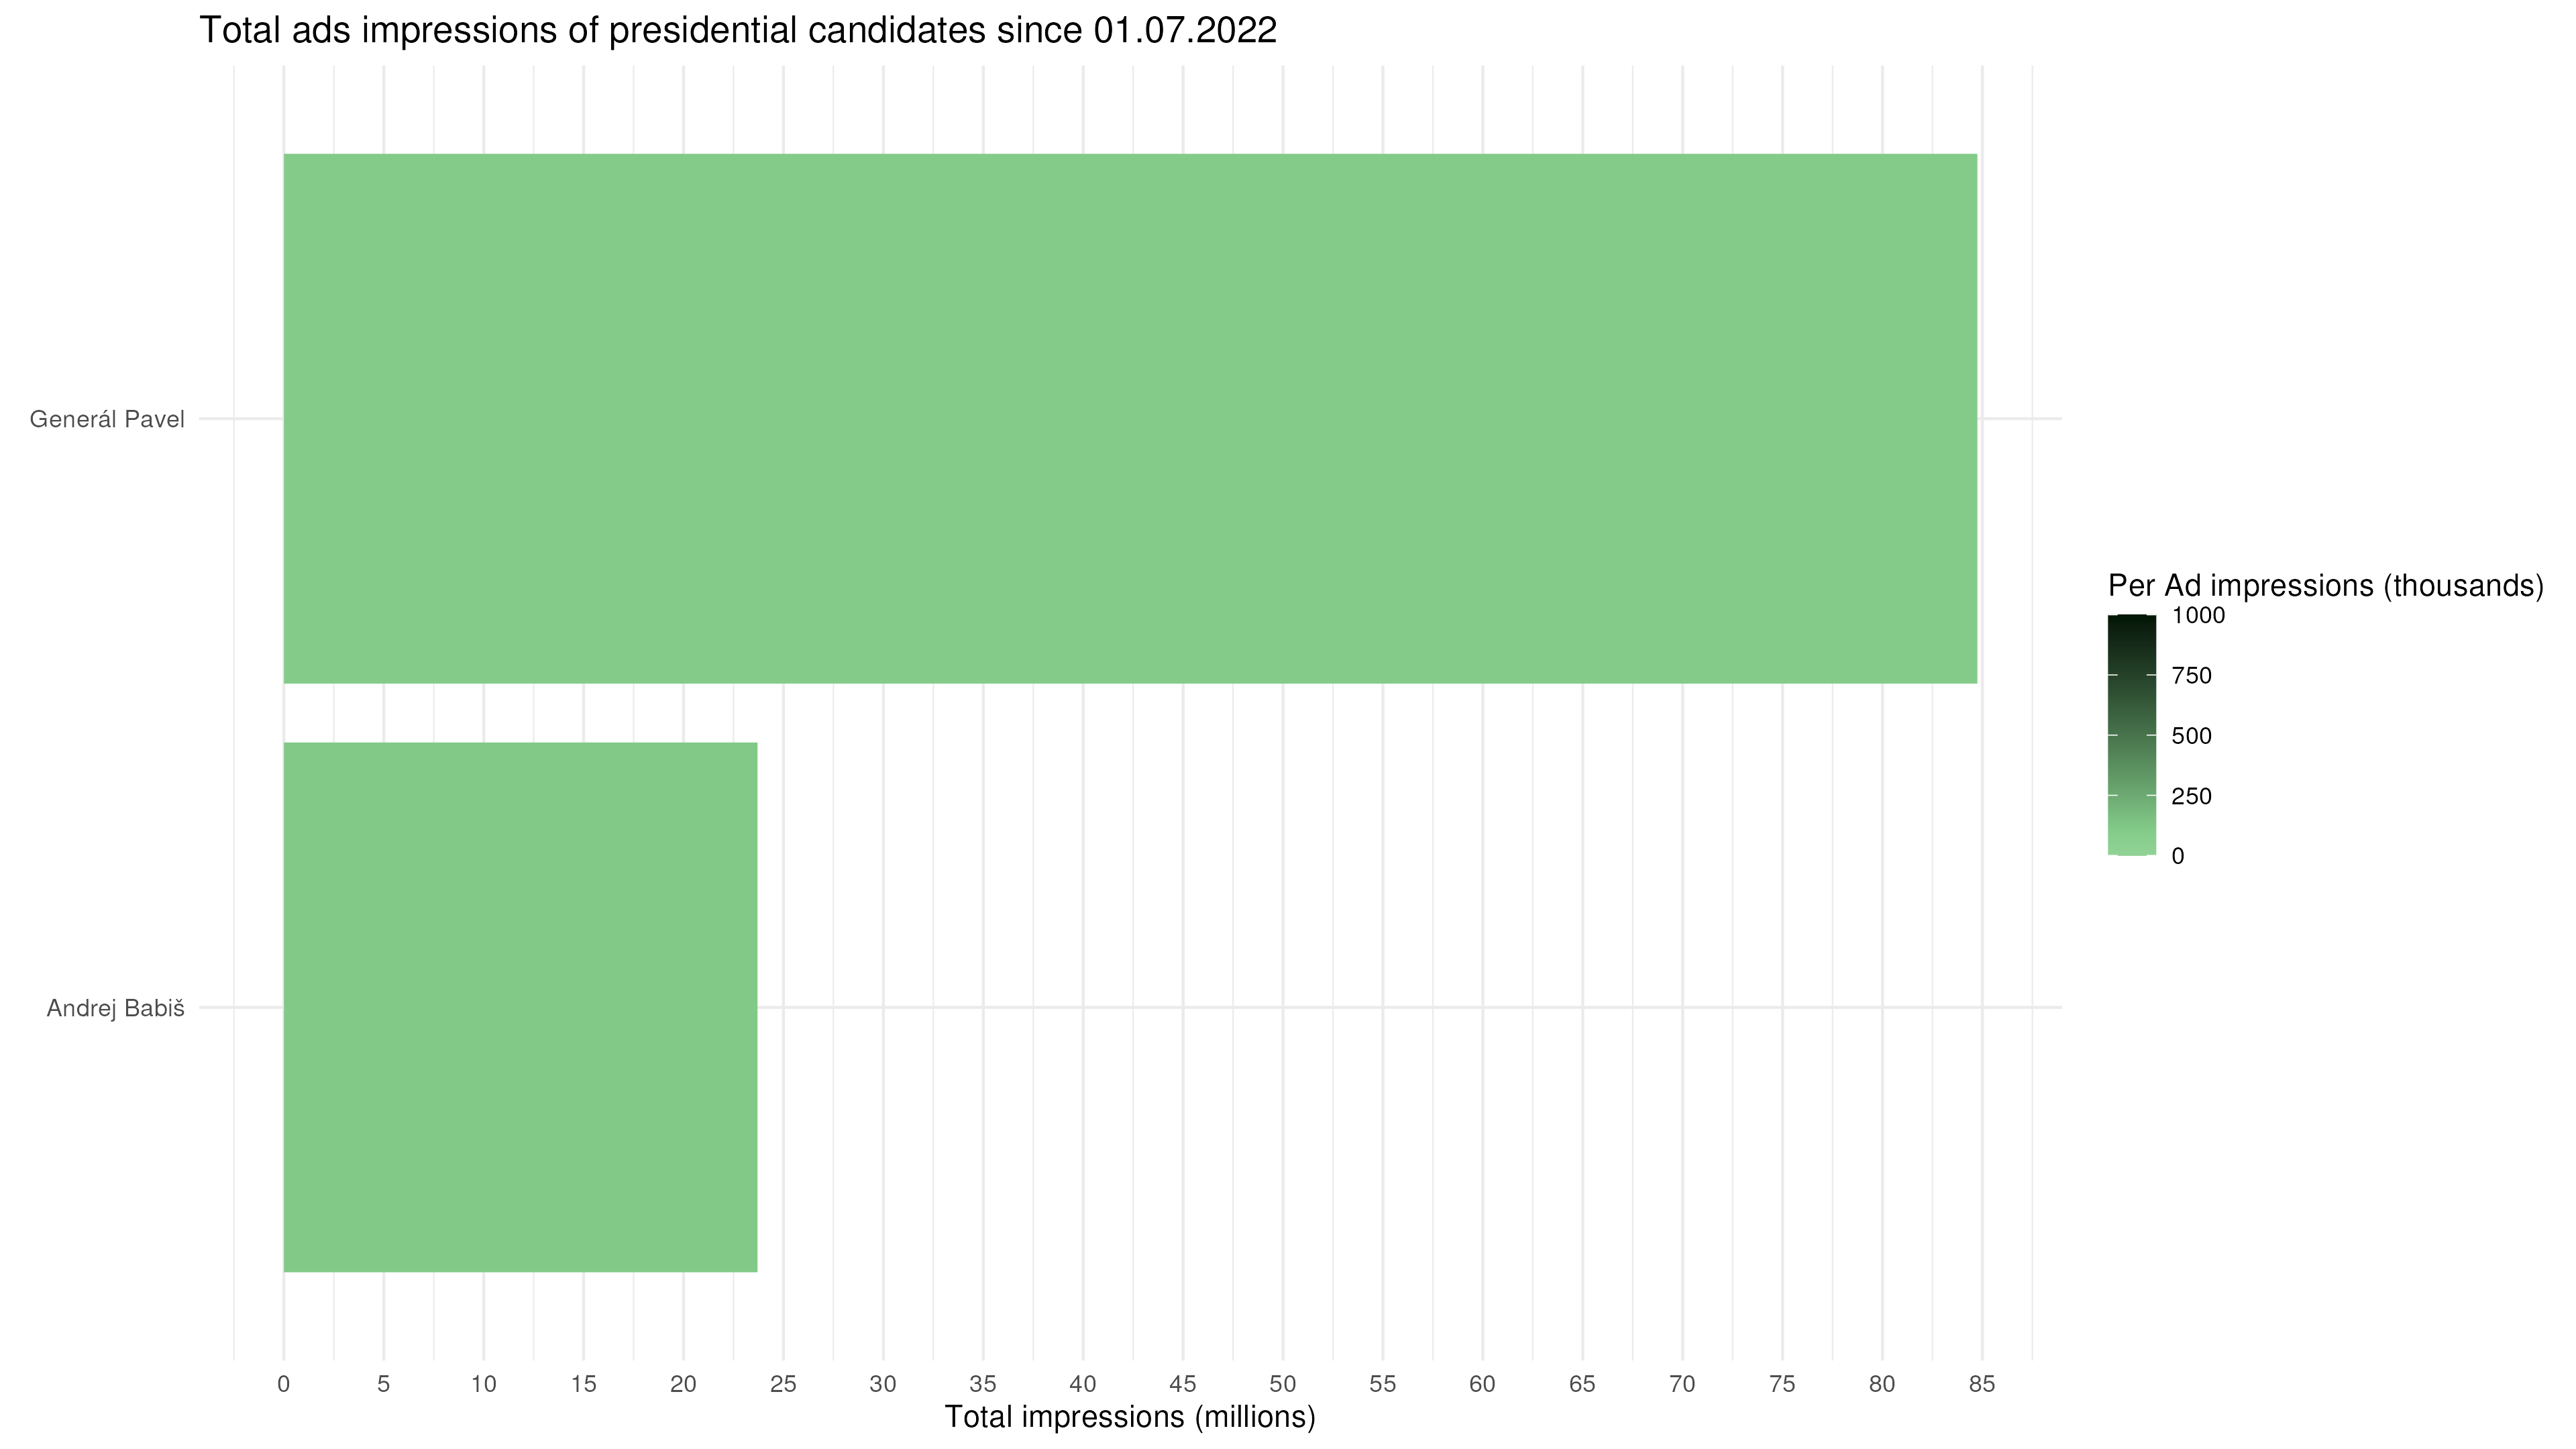 Total ads impressions of presidential candidates since 01.07.2022
Generál Pavel
Andrej Babiš
0 5 10 15 20 25 30 35 40 45 50 55 60 65 70 75 80 85
Total impressions (millions)
Per Ad impressions (thousands)
1000
750
500
250
0